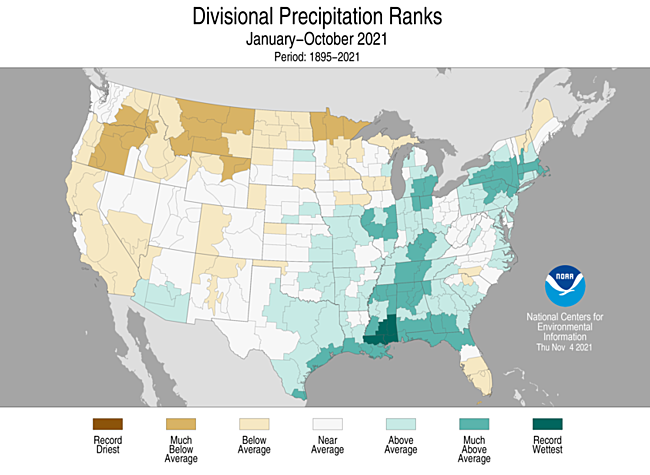 Divisional Precipitation Ranks
January–October 2021
Period: 1895–2021
NOAA
National Centers for
Environmental
Information
Thu Nov 4 2021
Record
Driest
Much
Below
Average
Below
Average
Near
Average
Above
Average
Much
Above
Average
Record
Wettest